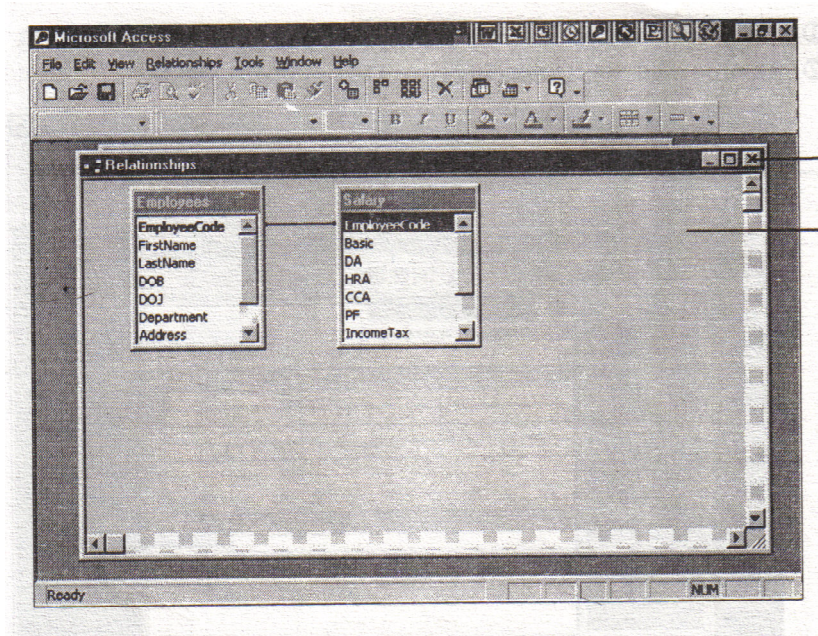 Microsoft Access
File Edit View Relationships Tools Window Help
B I U
Relationships
Employees
EmployeeCode
FirstName
LastName
DOB
DOJ
Department
Address
Salary
EmployeeCode
Basic
DA
HRA
CCA
PF
IncomeTax
Ready
NUM